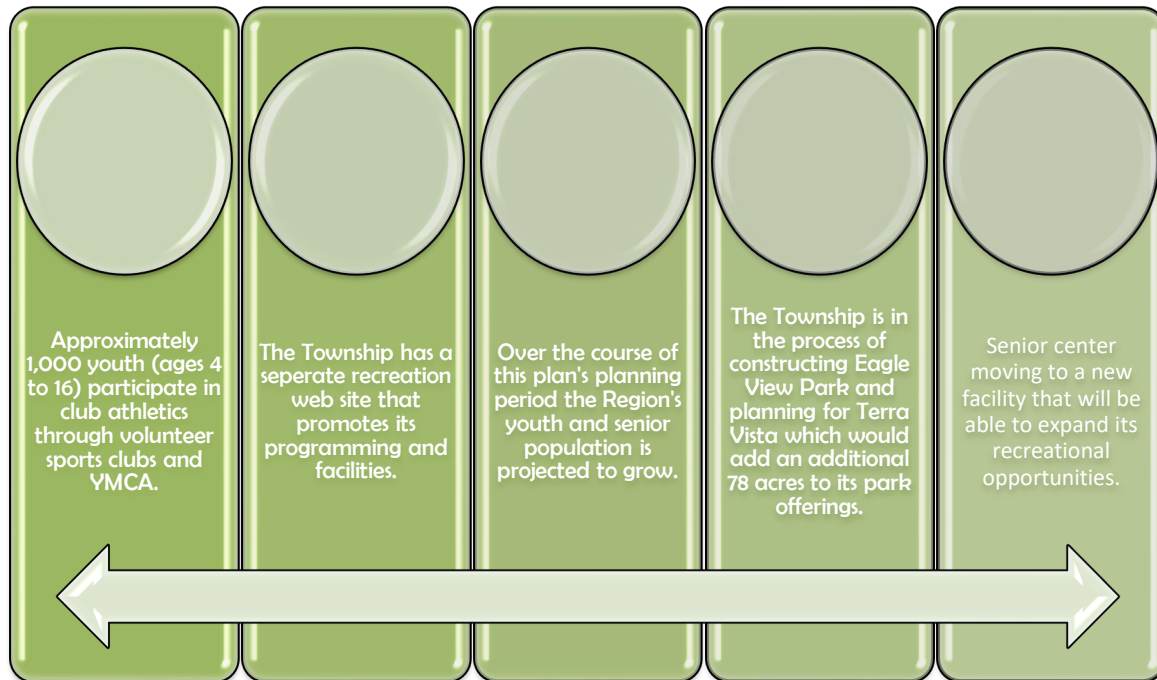 Approximately
1,000 youth (ages 4
to 16) participate in
club athletics
through volunteer
sports clubs and
YMCA.
The Township has a
seperate recreation
web site that
promotes its
programming and
facilities.
Over the course of
this plan's planning
period the Region's
youth and senior
population is
projected to grow.
The Township is in
the process of
constructing Eagle
View Park and
planning for Terra
Vista which would
add an additional
78 acres to its park
offerings.
Senior center
moving to a new
facility that will be
able to expand its
recreational
opportunities.